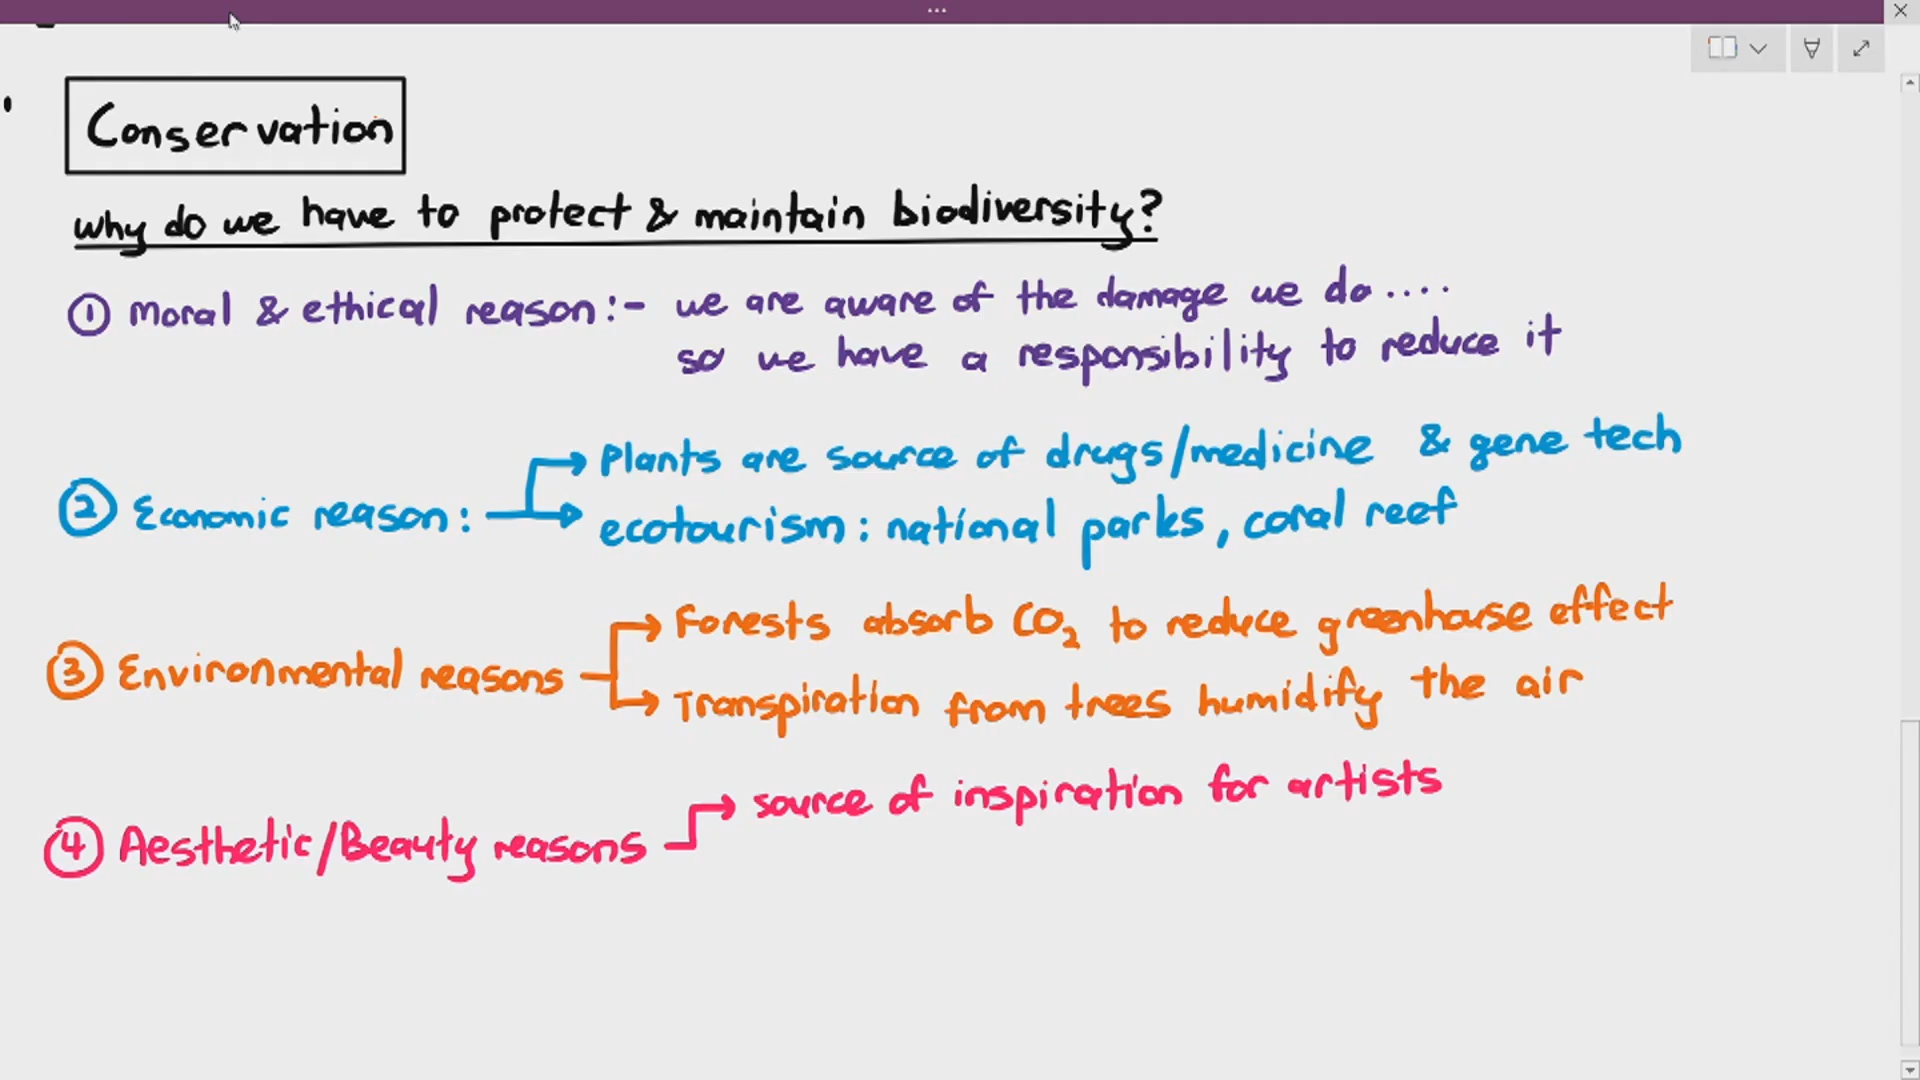 Conservation
why do we have to protect & maintain biodiversity?
① Moral & ethical reason:- we are aware of the damage we do....
so we have a responsibility to reduce it
Plants are source of drugs/medicine & gene tech
② Economic reason: ecotourism: national parks, coral reef
Forests absorb CO₂ to reduce greenhouse effect
③ Environmental reasons
Transpiration from trees humidify the air
source of inspiration for artists
④ Aesthetic/Beauty reasons